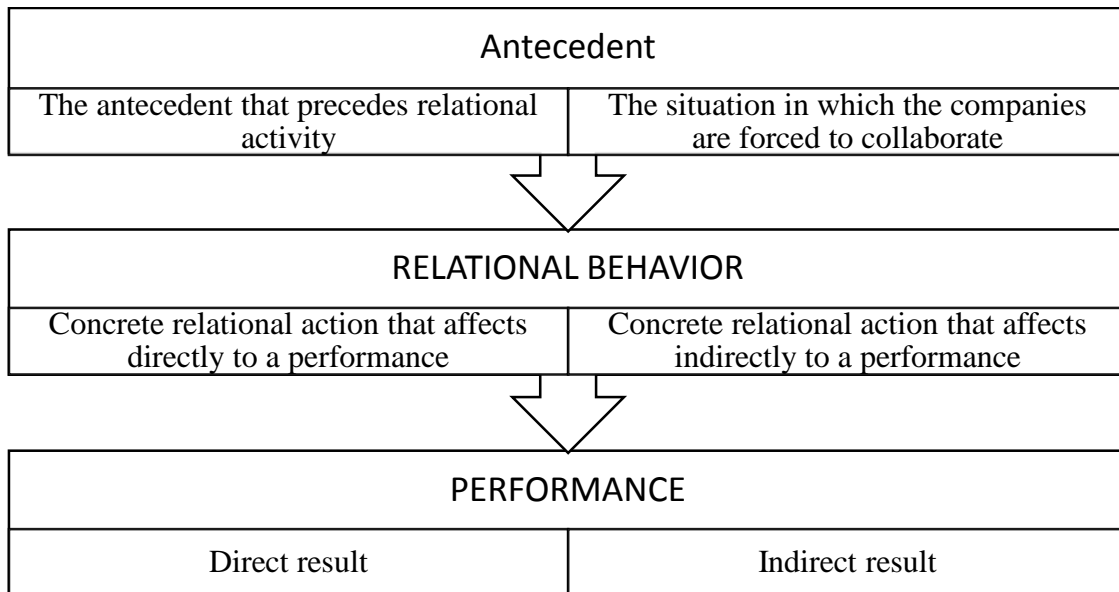 Antecedent
The antecedent that precedes relational
activity
The situation in which the companies
are forced to collaborate
RELATIONAL BEHAVIOR
Concrete relational action that affects
directly to a performance
Concrete relational action that affects
indirectly to a performance
PERFORMANCE
Direct result
Indirect result